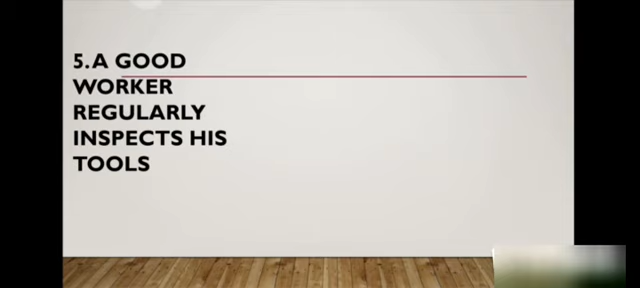 5. A GOOD
WORKER
REGULARLY
INSPECTS HIS
TOOLS